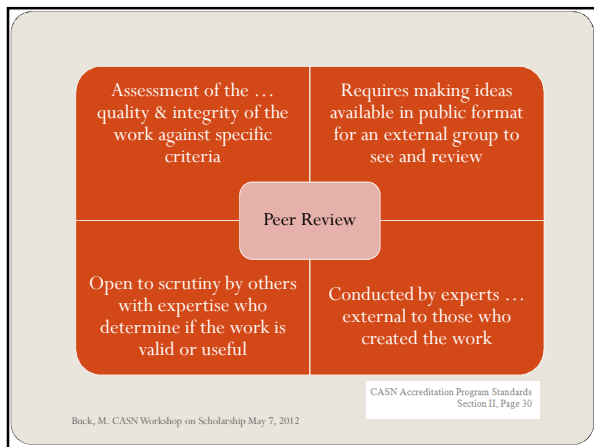 Assessment of the …
quality & integrity of the
work against specific
criteria
Requires making ideas
available in public format
for an external group to
see and review
Peer Review
Open to scrutiny by others
with expertise who
determine if the work is
valid or useful
Conducted by experts …
external to those who
created the work
CASN Accreditation Program Standards
Section II, Page 30
Buck, M. CASN Workshop on Scholarship May 7, 2012